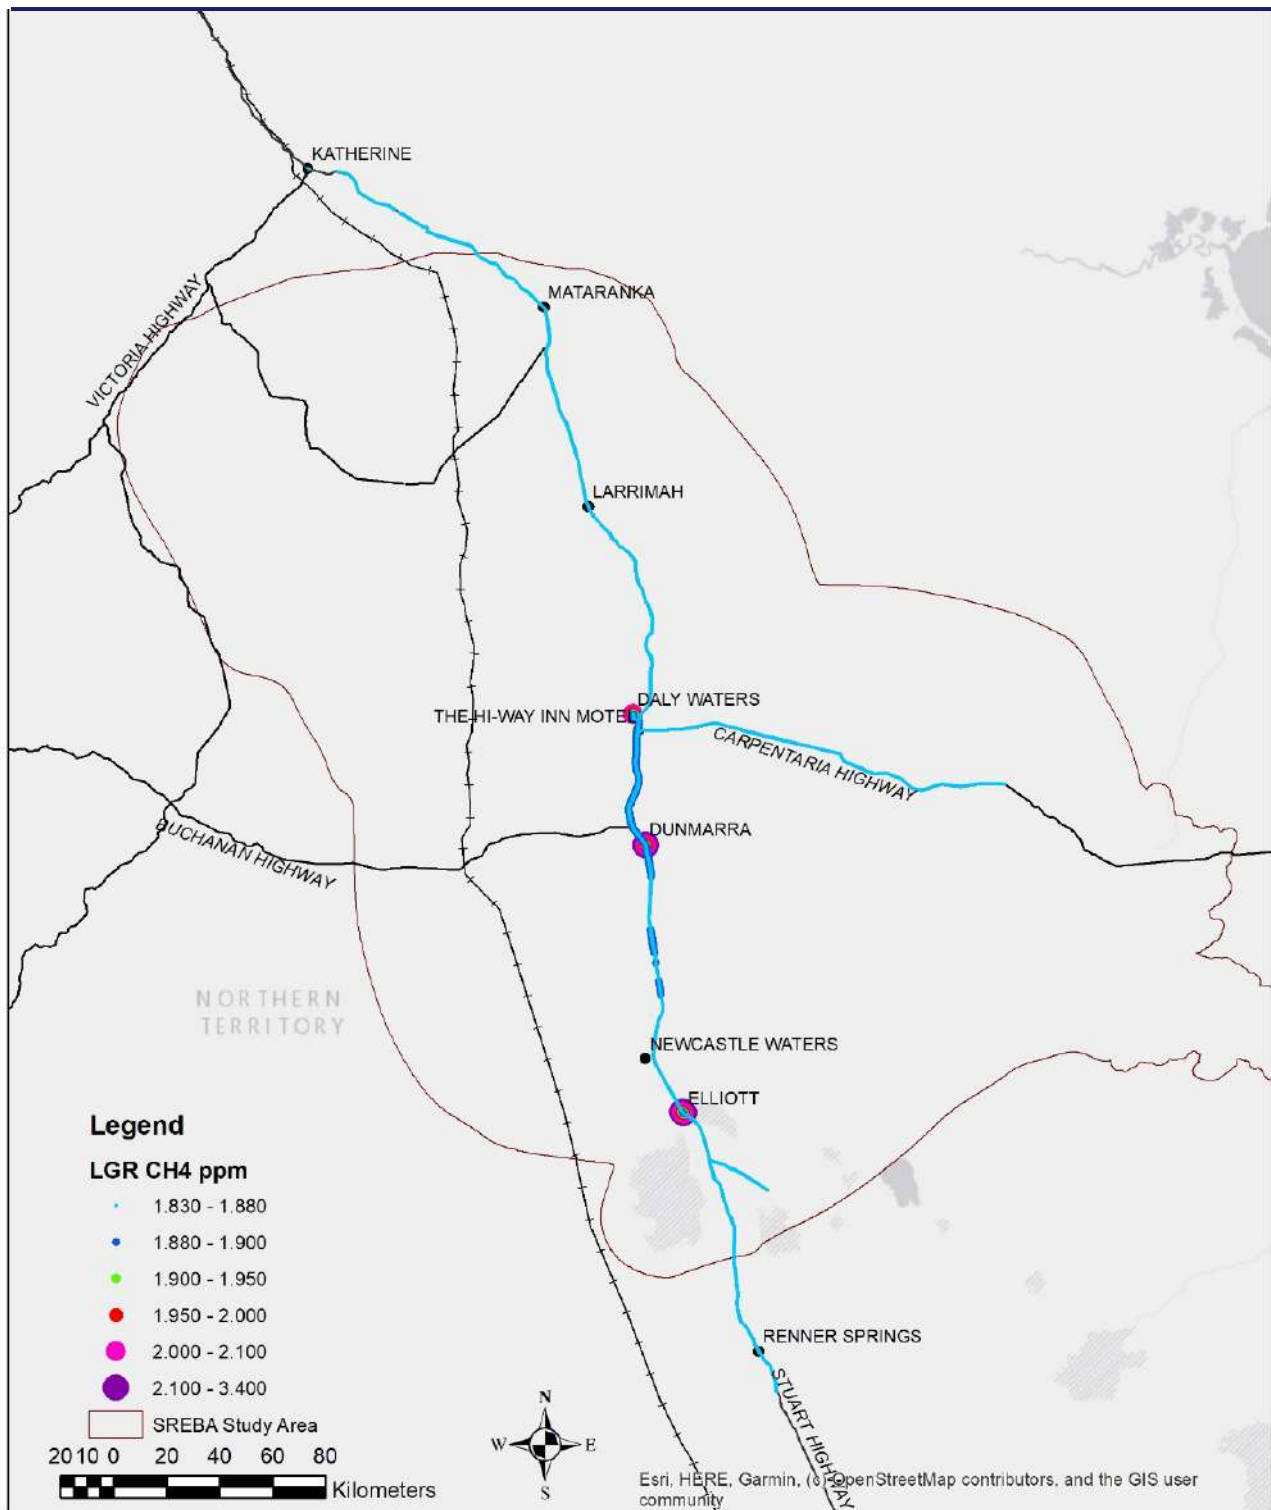 KATHERINE
VICTORIA HIGHWAY
MATARANKA
LARRIMAH
DALY WATERS
THE HI-WAY INN MOTEL
CARPENTARIA HIGHWAY
DUNMARRA
BUCHANAN HIGHWAY
NORTHERN
TERRITORY
NEWCASTLE WATERS
ELLIOTT
RENNER SPRINGS
STUART HIGHWAY
Legend
LGR CH4 ppm
1.830 - 1.880
1.880 - 1.900
1.900 - 1.950
1.950 - 2.000
2.000 - 2.100
2.100 - 3.400
SREBA Study Area
20 10 0 20 40 60 80
Kilometers
N
W E
S
Esri, HERE, Garmin, (c) OpenStreetMap contributors, and the GIS user
community